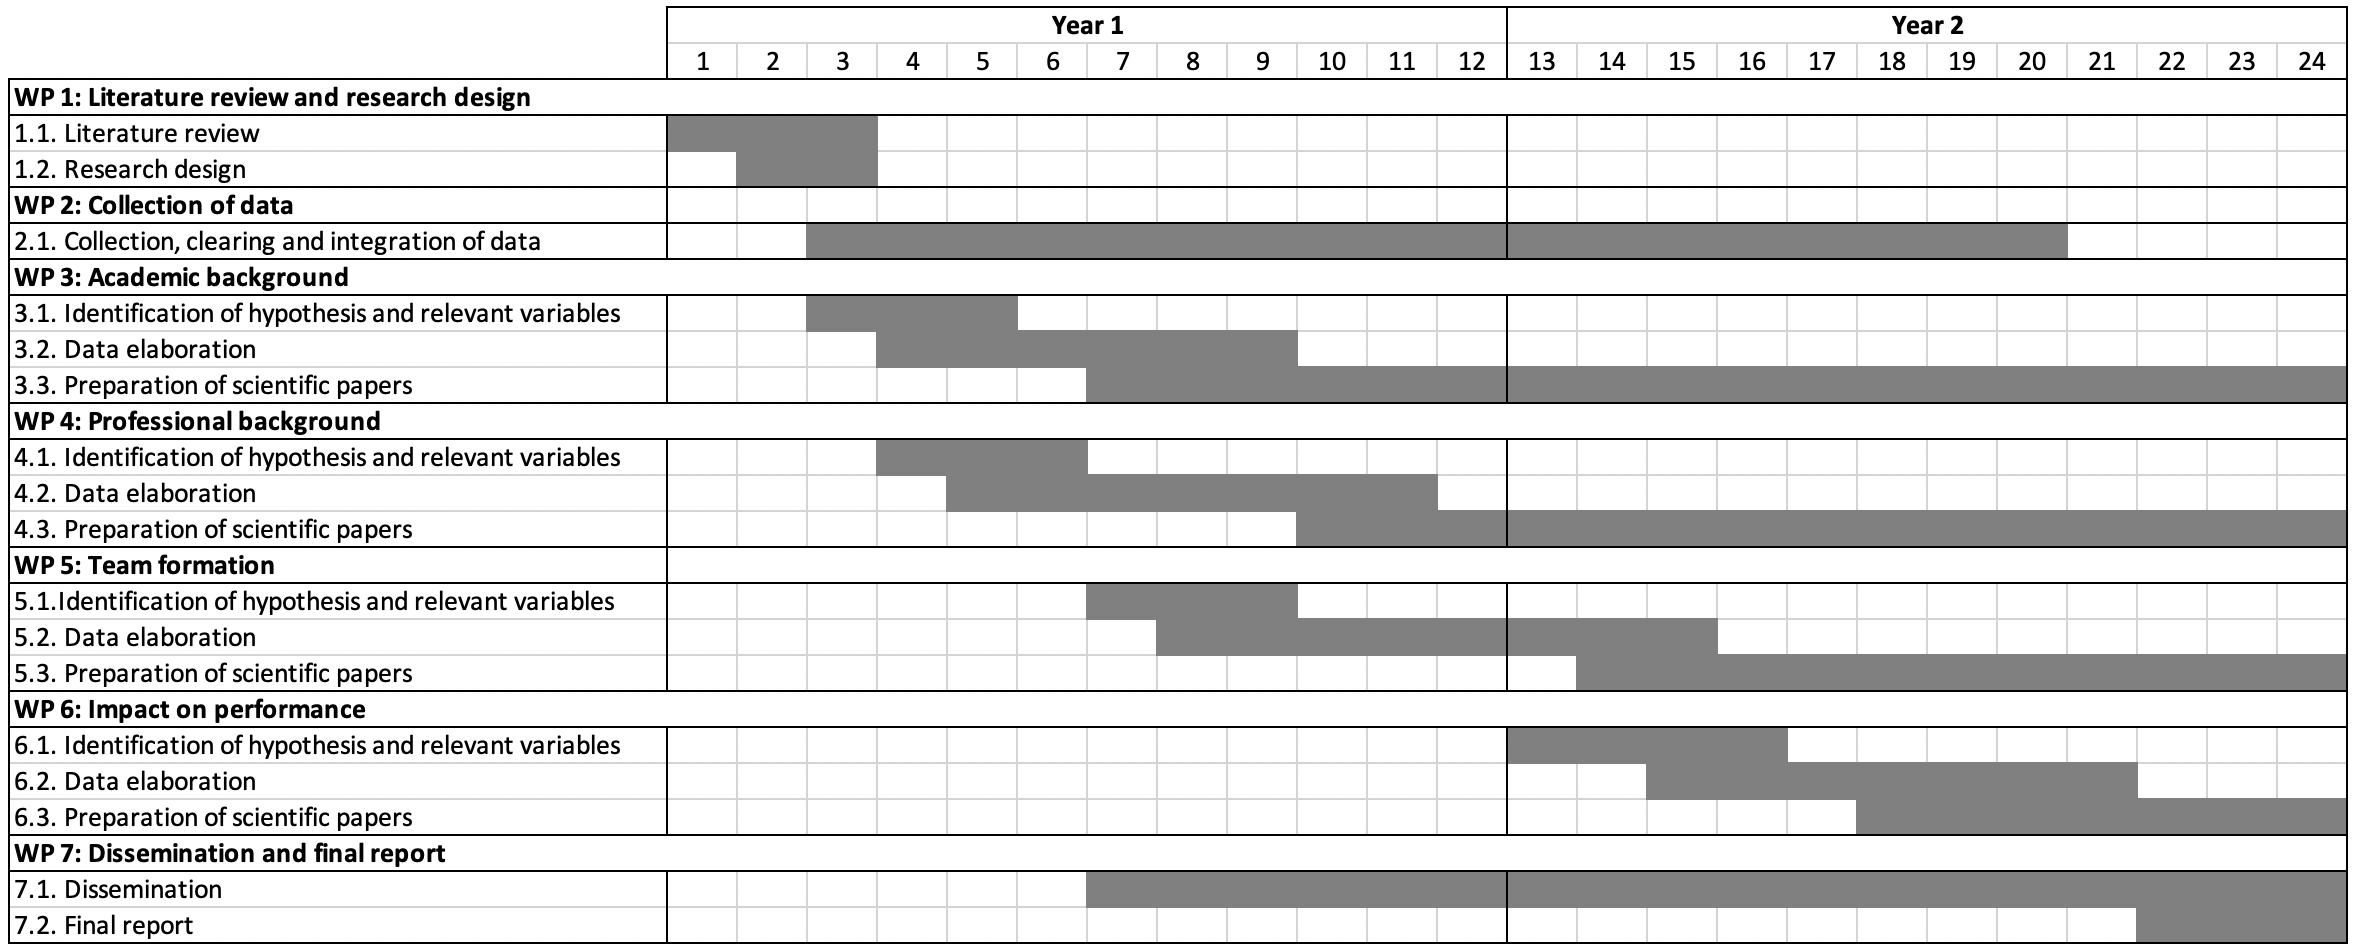 Year 1 Year 2
1 2 3 4 5 6 7 8 9 10 11 12 13 14 15 16 17 18 19 20 21 22 23 24
WP 1: Literature review and research design
1.1. Literature review
1.2. Research design
WP 2: Collection of data
2.1. Collection, clearing and integration of data
WP 3: Academic background
3.1. Identification of hypothesis and relevant variables
3.2. Data elaboration
3.3. Preparation of scientific papers
WP 4: Professional background
4.1. Identification of hypothesis and relevant variables
4.2. Data elaboration
4.3. Preparation of scientific papers
WP 5: Team formation
5.1.Identification of hypothesis and relevant variables
5.2. Data elaboration
5.3. Preparation of scientific papers
WP 6: Impact on performance
6.1. Identification of hypothesis and relevant variables
6.2. Data elaboration
6.3. Preparation of scientific papers
WP 7: Dissemination and final report
7.1. Dissemination
7.2. Final report